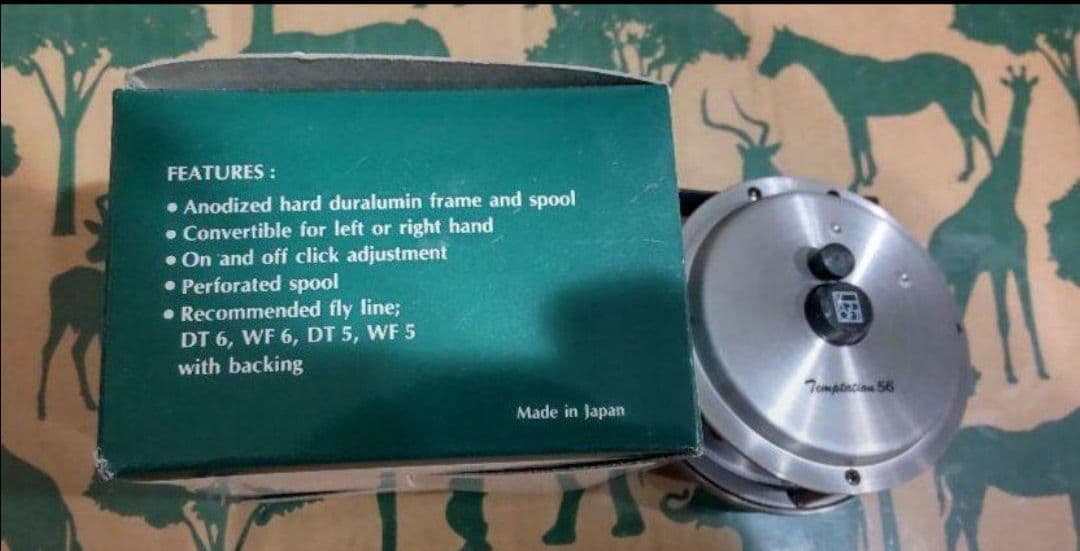 FEATURES :
• Anodized hard duralumin frame and spool
• Convertible for left or right hand
• On and off click adjustment
• Perforated spool
• Recommended fly line;
DT 6, WF 6, DT 5, WF 5
with backing
Made in Japan
Temptation 56